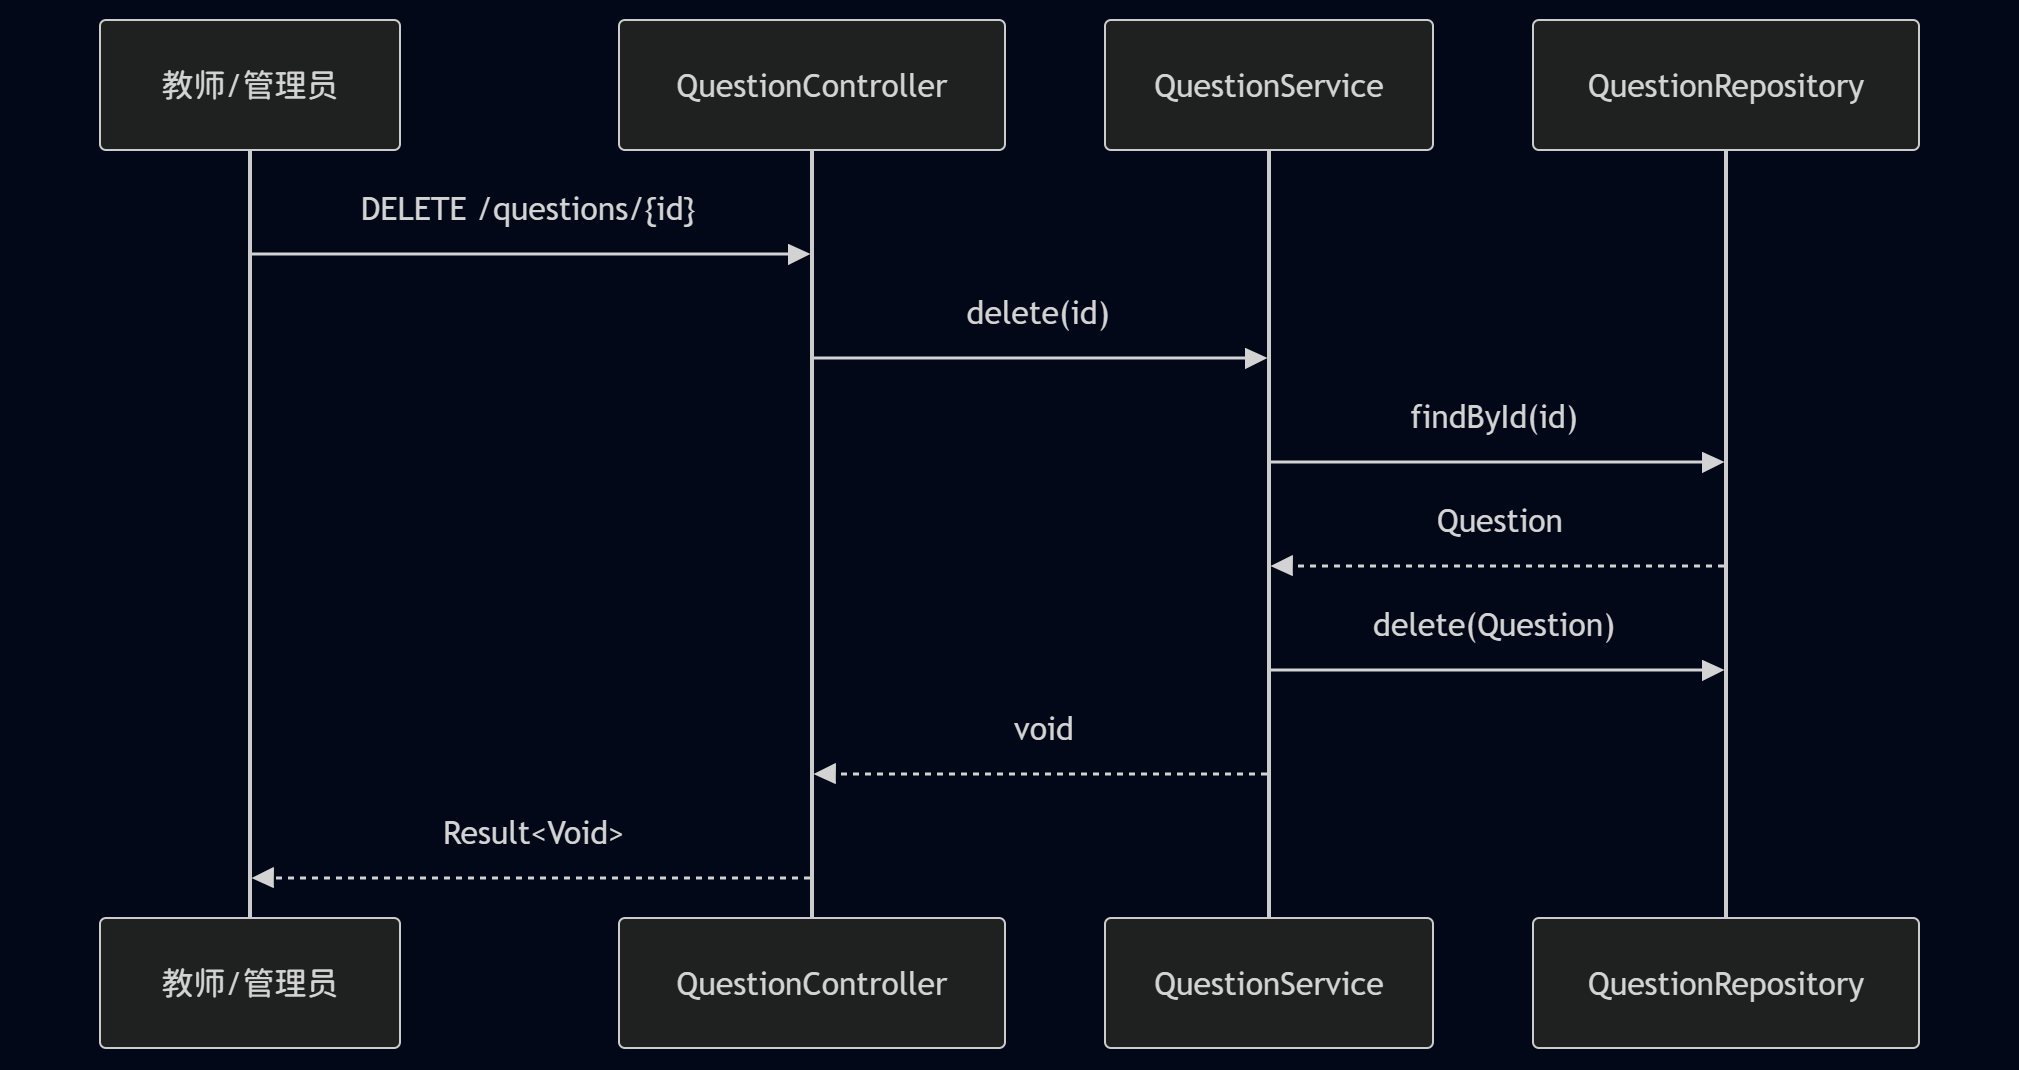 教师/管理员
QuestionController
QuestionService
QuestionRepository
DELETE /questions/{id}
delete(id)
findById(id)
Question
delete(Question)
void
Result<Void>
教师/管理员
QuestionController
QuestionService
QuestionRepository